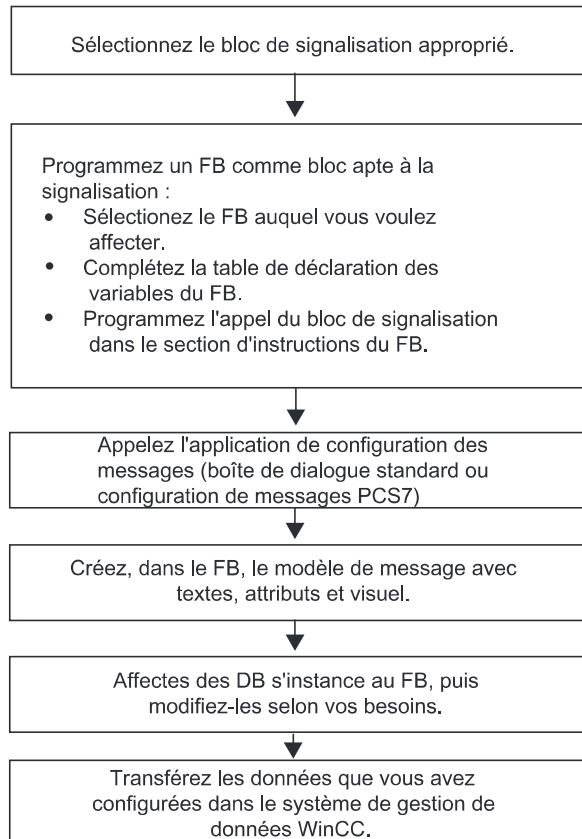 Sélectionnez le bloc de signalisation approprié.
Programmez un FB comme bloc apte à la
signalisation :
• Sélectionez le FB auquel vous voulez
affecter.
• Complétez la table de déclaration des
variables du FB.
• Programmez l'appel du bloc de signalisation
dans le section d'instructions du FB.
Appelez l'application de configuration des
messages (boîte de dialogue standard ou
configuration de messages PCS7)
Créez, dans le FB, le modèle de message avec
textes, attributs et visuel.
Affectes des DB s'instance au FB, puis
modifiez-les selon vos besoins.
Transférez les données que vous avez
configurées dans le système de gestion de
données WinCC.